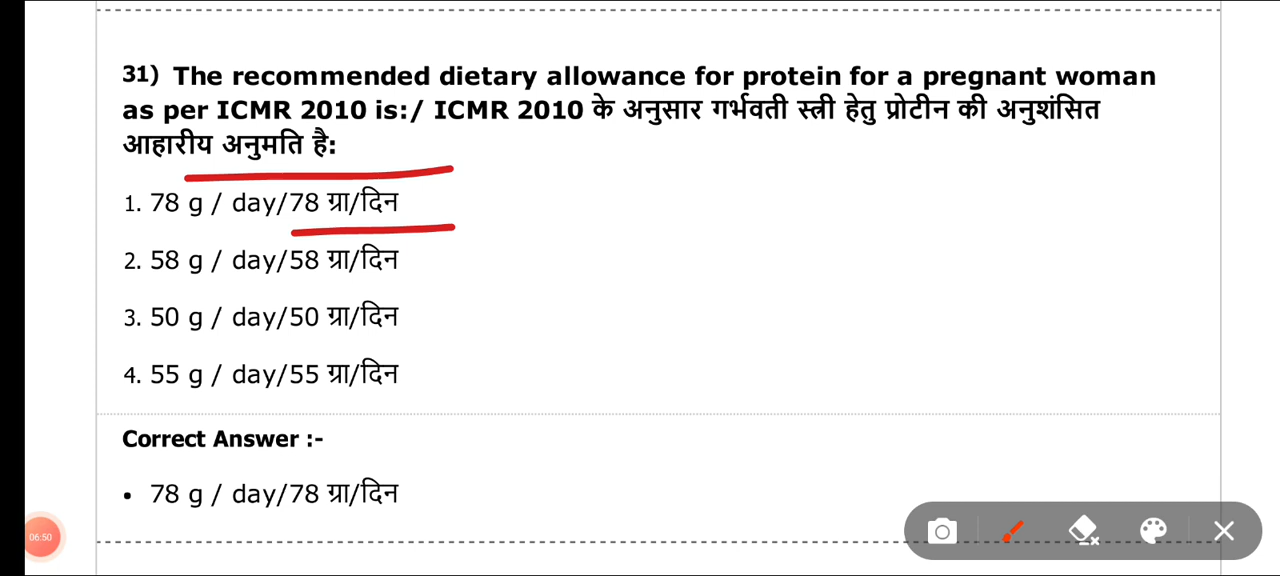 31) The recommended dietary allowance for protein for a pregnant woman
as per ICMR 2010 is:/ ICMR 2010 के अनुसार गर्भवती स्त्री हेतु प्रोटीन की अनुशंसित
आहारीय अनुमति है:
1. 78 g / day/78 ग्रा/दिन
2. 58 g / day/58 ग्रा/दिन
3. 50 g / day/50 ग्रा/दिन
4. 55 g / day/55 ग्रा/दिन
Correct Answer :-
• 78 g / day/78 ग्रा/दिन
06:50